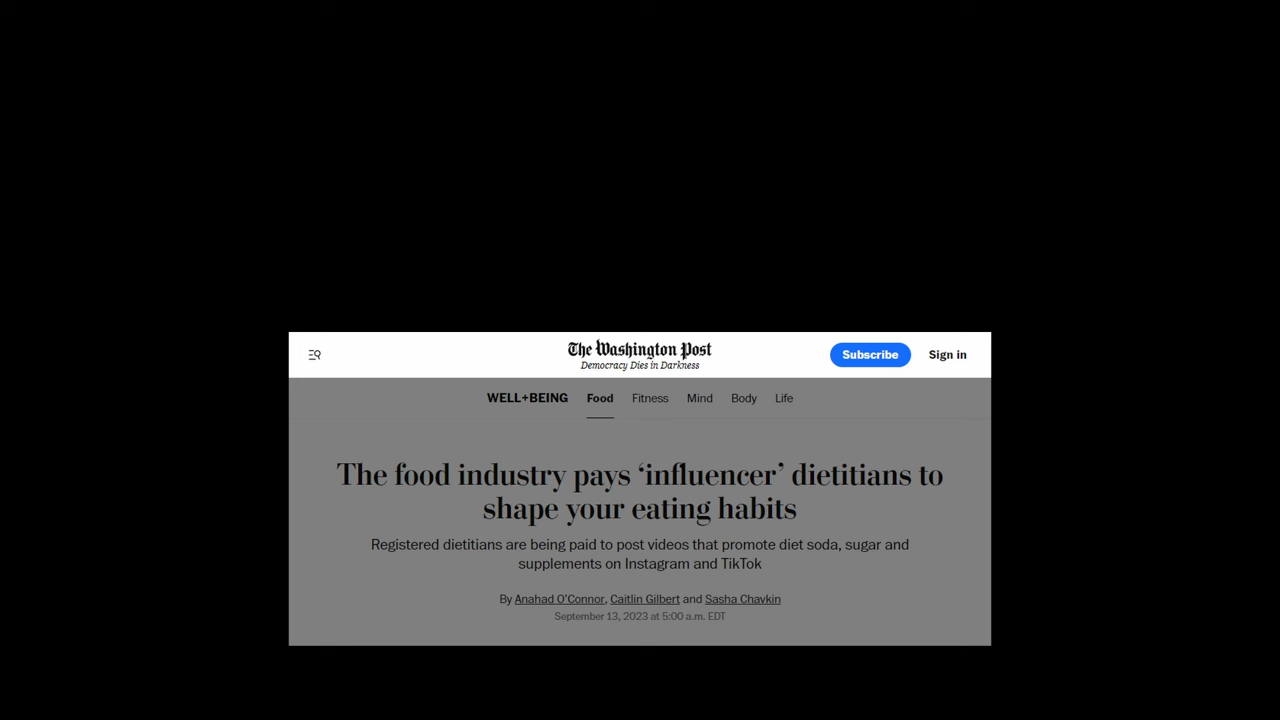 The Washington Post
Democracy Dies in Darkness
Subscribe
Sign in
WELL+BEING Food Fitness Mind Body Life
The food industry pays ‘influencer’ dietitians to
shape your eating habits
Registered dietitians are being paid to post videos that promote diet soda, sugar and
supplements on Instagram and TikTok
By Anahad O’Connor, Caitlin Gilbert and Sasha Chavkin
September 13, 2023 at 5:00 a.m. EDT